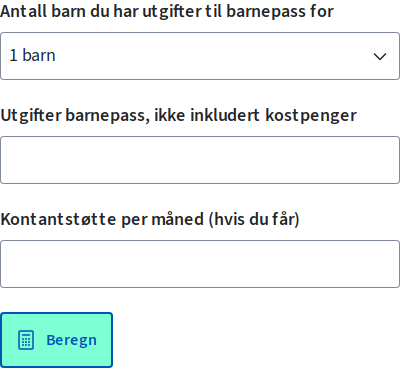 Antall barn du har utgifter til barnepass for
1 barn
Utgifter barnepass, ikke inkludert kostpenger
Kontantstøtte per måned (hvis du får)
Beregn